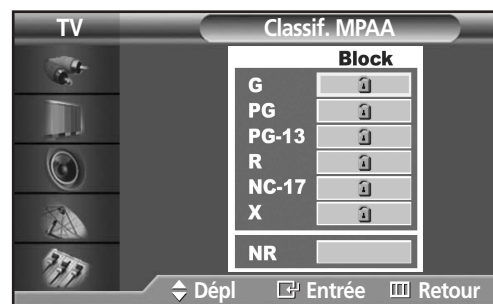 TV Classif. MPAA
Block
G
PG
PG-13
R
NC-17
X
NR
Dépl Entrée Retour